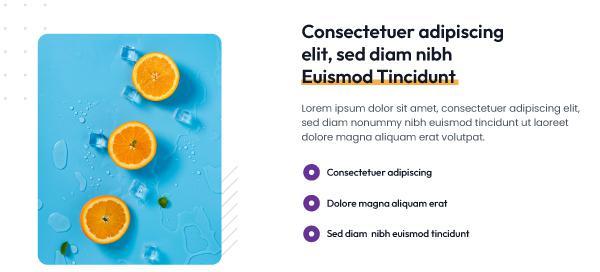 Consectetuer adipiscing
elit, sed diam nibh
Euismod Tincidunt
Lorem ipsum dolor sit amet, consectetuer adipiscing elit,
sed diam nonummy nibh euismod tincidunt ut laoreet
dolore magna aliquam erat volutpat.
Consectetuer adipiscing
Dolore magna aliquam erat
Sed diam nibh euismod tincidunt